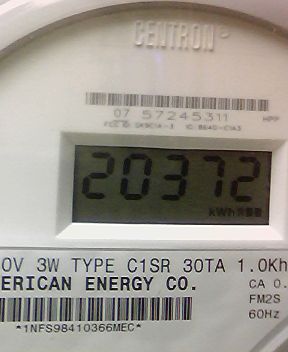 CENTRON®
07 57245311
20372
kWh
0V 3W TYPE C1SR 30TA 1.0Kh
ERICAN ENERGY CO. CA 0.
FM2S
60Hz
*1NFS98410366MEC*